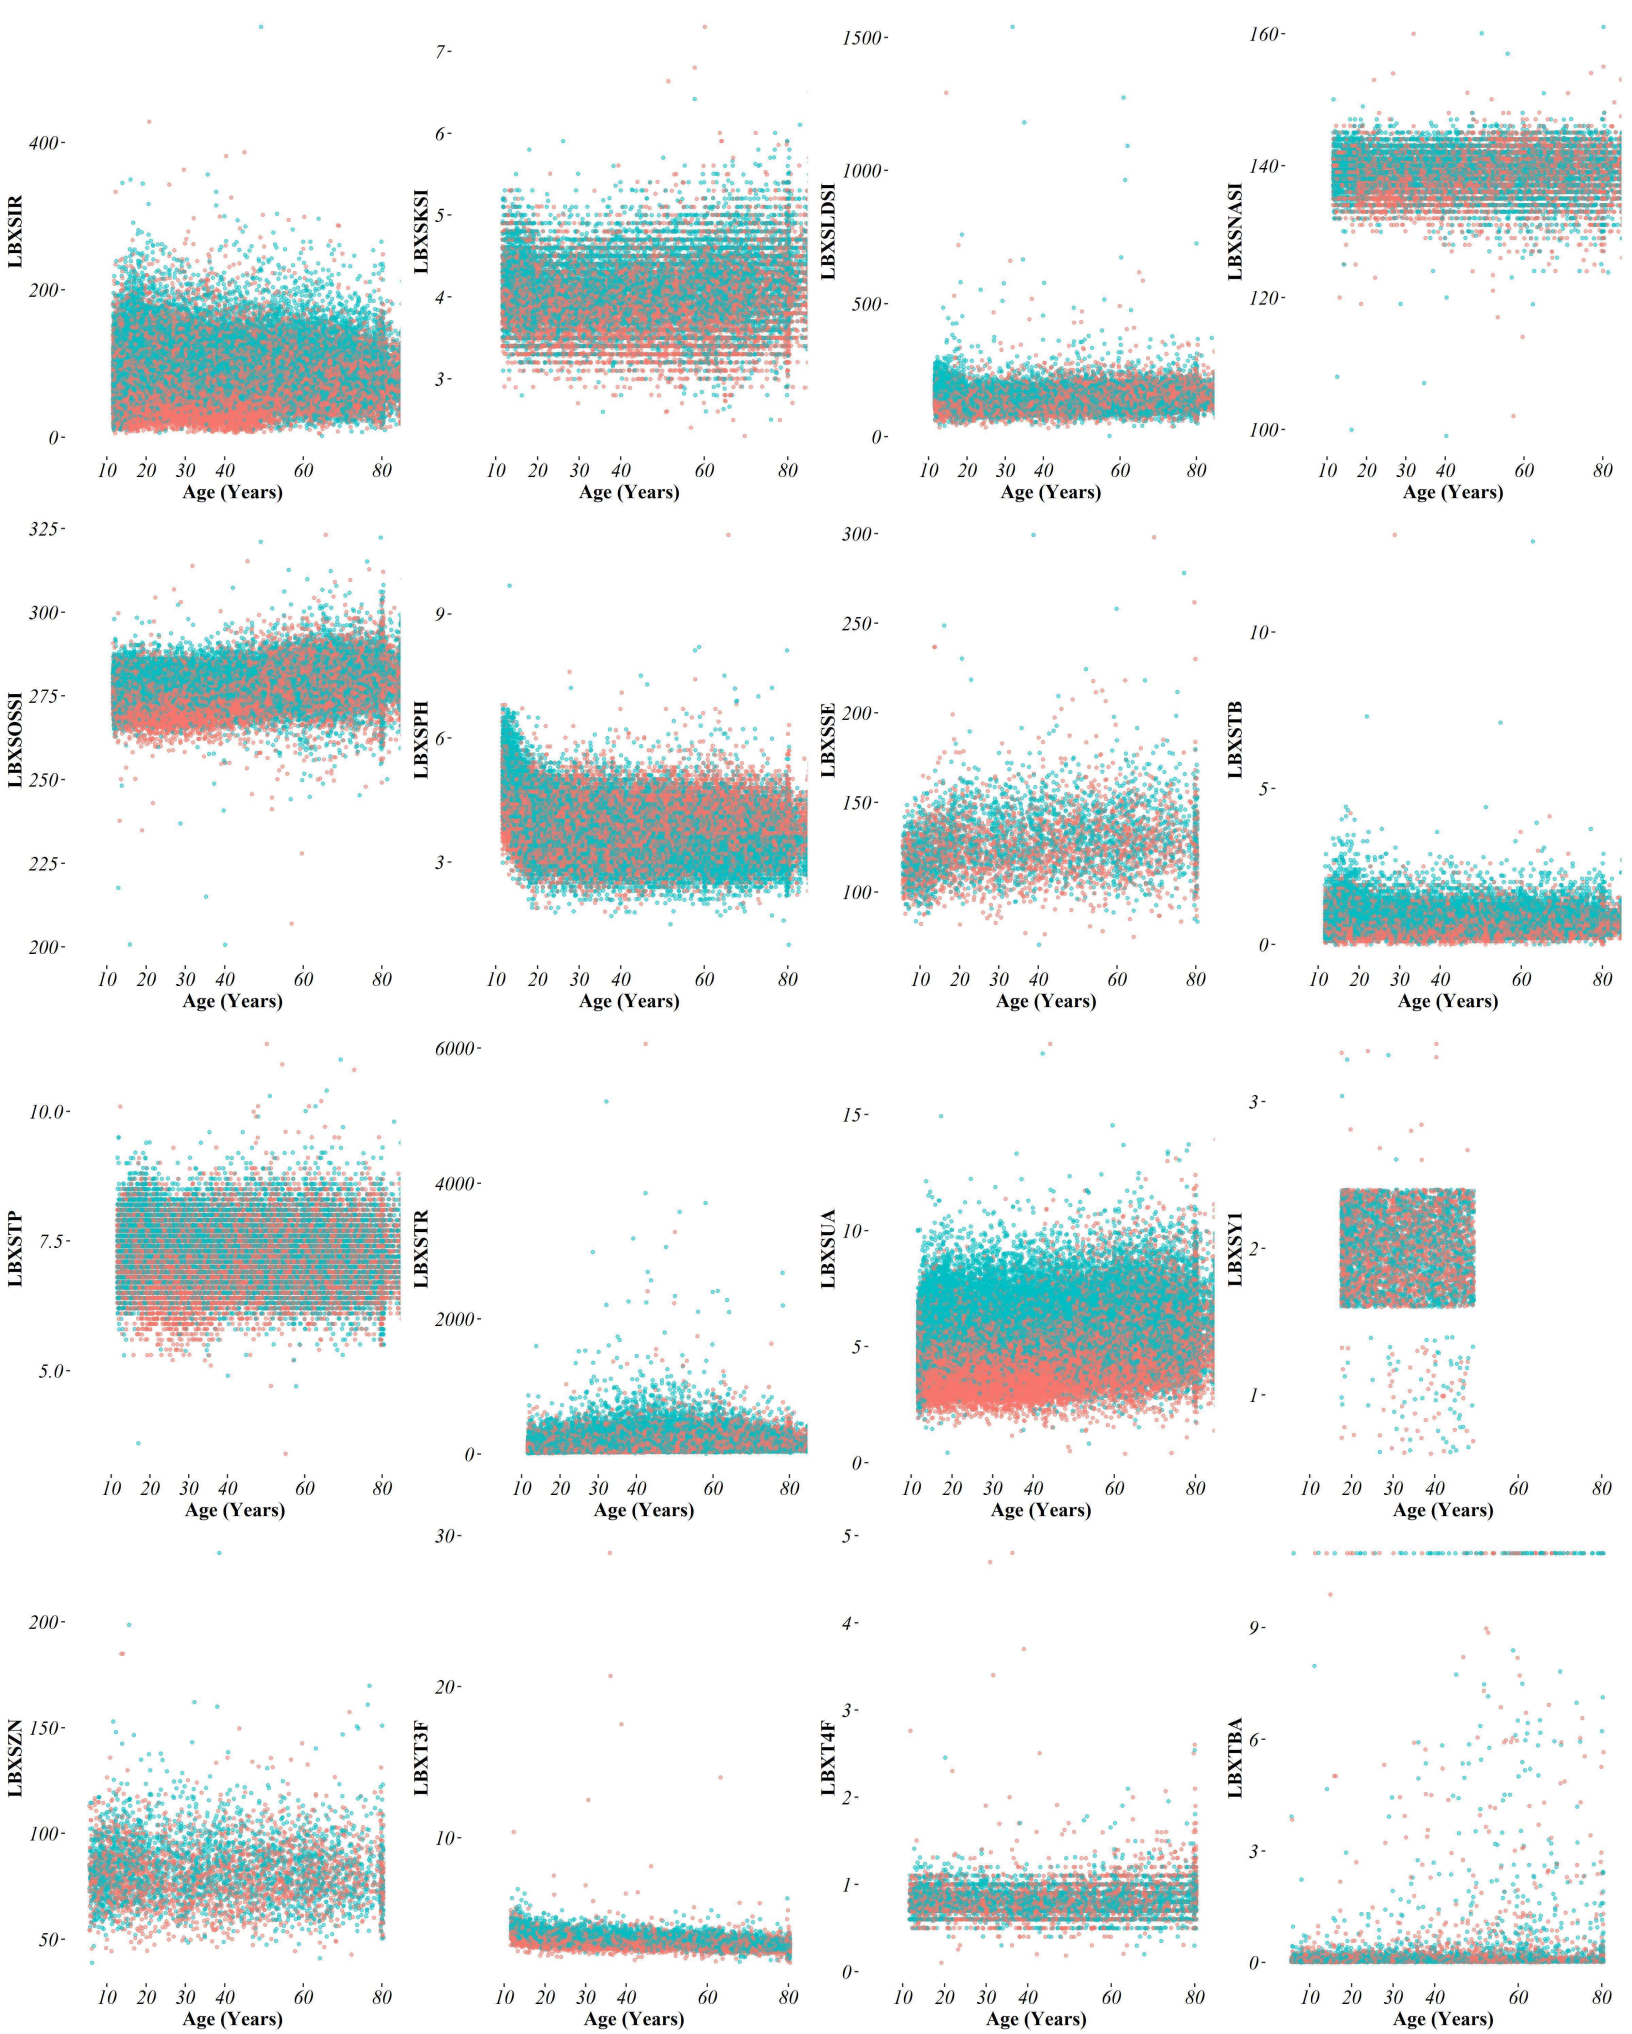 LBXSIR
400-
200-
0-
10 20 30 40 60 80
Age (Years)
LBXSKSI
7-
6-
5-
4-
3-
10 20 30 40 60 80
Age (Years)
LBXSLDSI
1500-
1000-
500-
0-
10 20 30 40 60 80
Age (Years)
LBXSNASI
160-
140-
120-
100-
10 20 30 40 60 80
Age (Years)
LBXSOSSI
325-
300-
275-
250-
225-
200-
10 20 30 40 60 80
Age (Years)
LBXSPH
9-
6-
3-
10 20 30 40 60 80
Age (Years)
LBXSSE
300-
250-
200-
150-
100-
10 20 30 40 60 80
Age (Years)
LBXSTB
10-
5-
0-
10 20 30 40 60 80
Age (Years)
LBXSTP
10.0-
7.5-
5.0-
10 20 30 40 60 80
Age (Years)
LBXSTR
6000-
4000-
2000-
0-
10 20 30 40 60 80
Age (Years)
LBXSUA
15-
10-
5-
0-
10 20 30 40 60 80
Age (Years)
LBXSY1
3-
2-
1-
10 20 30 40 60 80
Age (Years)
LBXSZN
200-
150-
100-
50-
10 20 30 40 60 80
Age (Years)
LBXT3F
30-
20-
10-
10 20 30 40 60 80
Age (Years)
LBXT4F
5-
4-
3-
2-
1-
0-
10 20 30 40 60 80
Age (Years)
LBXTBA
9-
6-
3-
0-
10 20 30 40 60 80
Age (Years)